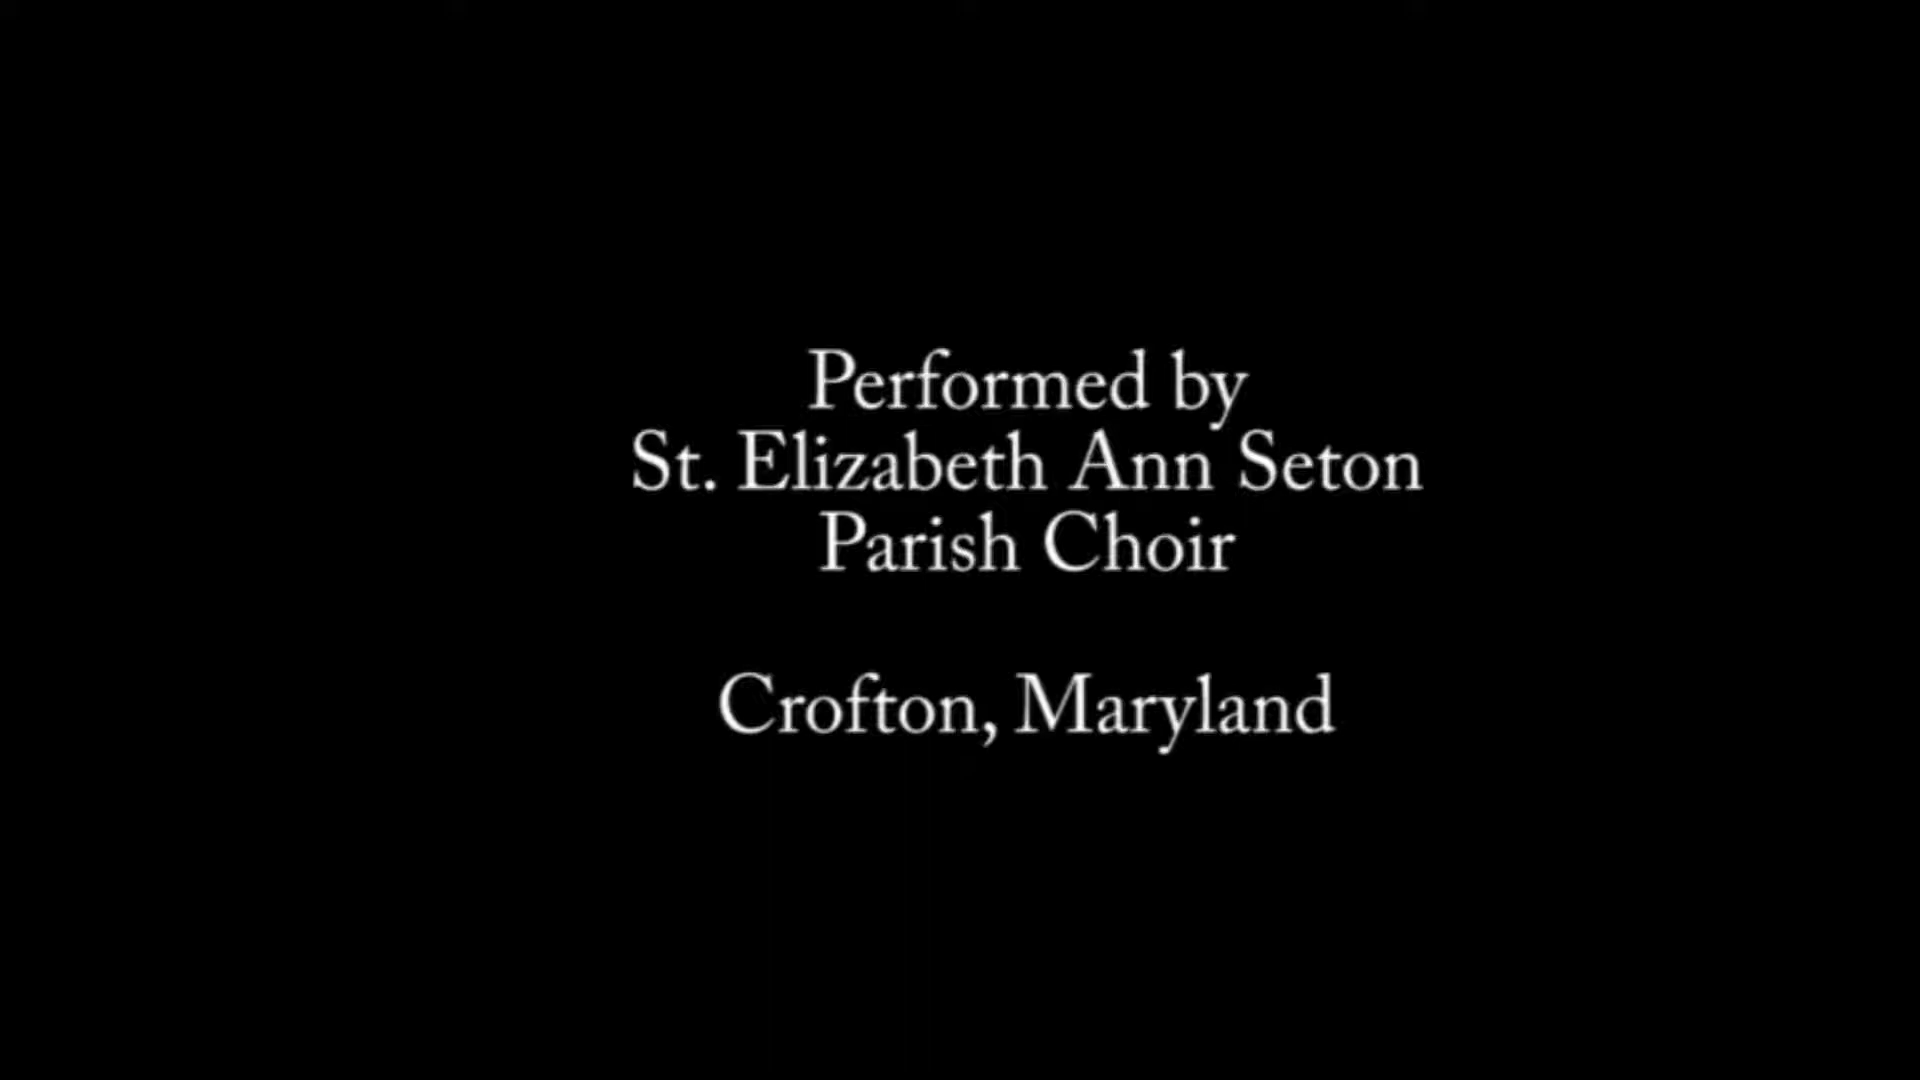 Performed by
St. Elizabeth Ann Seton
Parish Choir
Crofton, Maryland